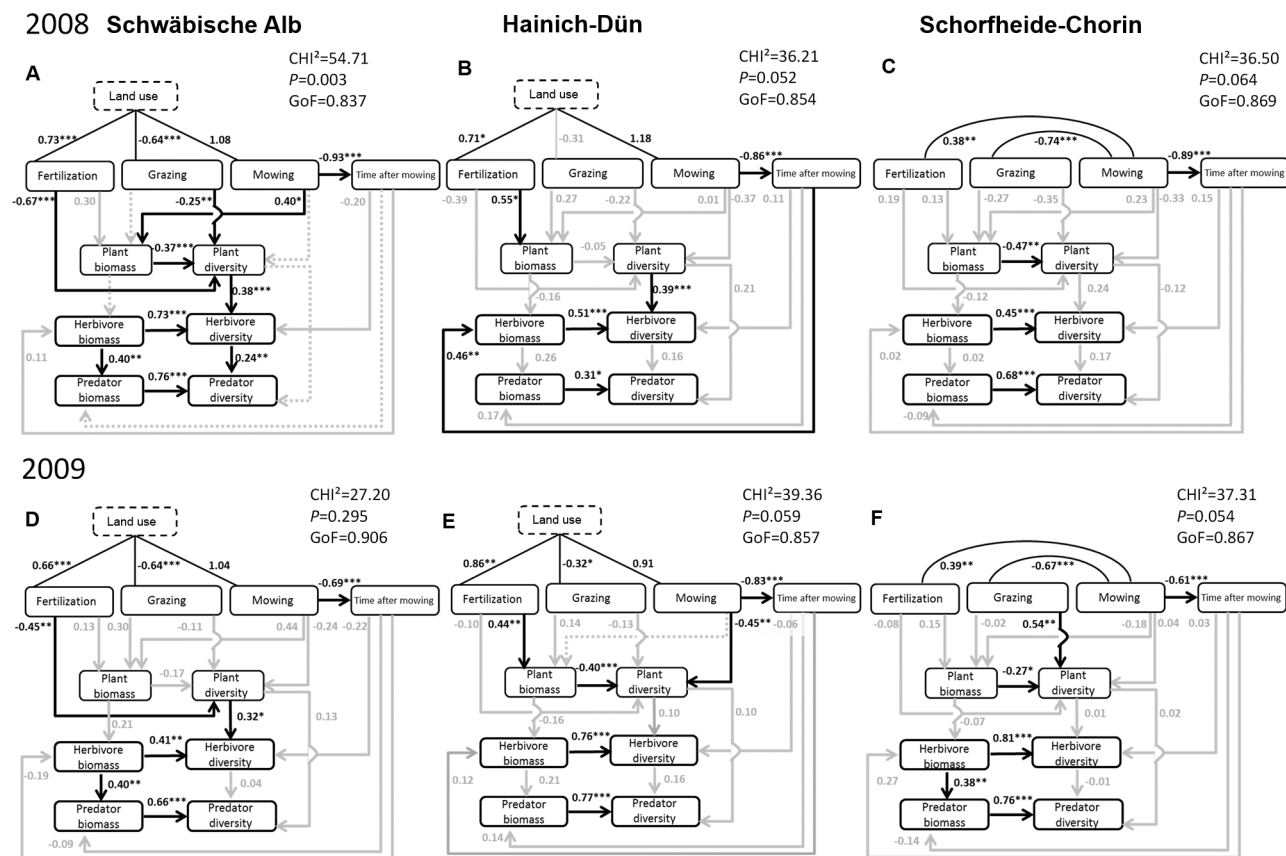 2008 Schwäbische Alb Hainich-Dün Schorfheide-Chorin
A
CHI²=54.71
P=0.003
GoF=0.837
Land use
0.73*** -0.64*** 1.08
-0.93***
Fertilization Grazing Mowing Time after mowing
-0.67*** 0.30 -0.25** 0.40* -0.20
Plant biomass -0.37*** Plant diversity
0.38***
Herbivore biomass 0.73*** Herbivore diversity
0.11 0.40** 0.24**
Predator biomass 0.76*** Predator diversity
B
CHI²=36.21
P=0.052
GoF=0.854
Land use
0.71* -0.31 1.18
-0.86***
Fertilization Grazing Mowing Time after mowing
-0.39 0.55* 0.27 -0.22 0.01 -0.37 0.11
Plant biomass -0.05 Plant diversity
-0.16 0.39*** 0.21
Herbivore biomass 0.51*** Herbivore diversity
0.46** 0.26 0.16
Predator biomass 0.31* Predator diversity
0.17
C
CHI²=36.50
P=0.064
GoF=0.869
0.38** -0.74***
-0.89***
Fertilization Grazing Mowing Time after mowing
0.19 0.13 -0.27 -0.35 0.23 -0.33 0.15
Plant biomass -0.47** Plant diversity
-0.12 0.24 -0.12
Herbivore biomass 0.45*** Herbivore diversity
0.02 0.02 0.17
Predator biomass 0.68*** Predator diversity
-0.09
2009
D
CHI²=27.20
P=0.295
GoF=0.906
Land use
0.66*** -0.64*** 1.04
-0.69***
Fertilization Grazing Mowing Time after mowing
-0.45** 0.13 0.30 -0.11 0.44 -0.24 -0.22
Plant biomass -0.17 Plant diversity
0.21 0.32* 0.13
Herbivore biomass 0.41** Herbivore diversity
-0.19 0.40** 0.04
Predator biomass 0.66*** Predator diversity
-0.09
E
CHI²=39.36
P=0.059
GoF=0.857
Land use
0.86** -0.32* 0.91
-0.83***
Fertilization Grazing Mowing Time after mowing
-0.10 0.44** 0.14 -0.13 -0.45** -0.06
Plant biomass -0.40*** Plant diversity
-0.16 0.10 0.10
Herbivore biomass 0.76*** Herbivore diversity
0.12 0.21 0.16
Predator biomass 0.77*** Predator diversity
0.14
F
CHI²=37.31
P=0.054
GoF=0.867
0.39** -0.67***
-0.61***
Fertilization Grazing Mowing Time after mowing
-0.08 0.15 -0.02 0.54** -0.18 0.04 0.03
Plant biomass -0.27* Plant diversity
-0.07 0.01 0.02
Herbivore biomass 0.81*** Herbivore diversity
0.27 0.38** -0.01
Predator biomass 0.76*** Predator diversity
-0.14